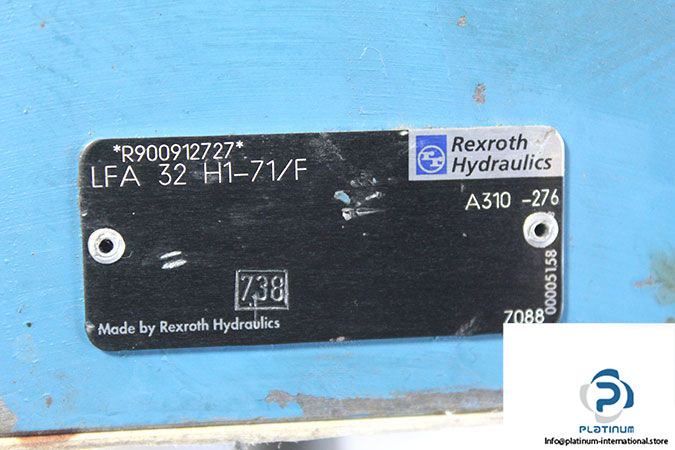 *R900912727*
LFA 32 H1-71/F
Rexroth
Hydraulics
A310 -276
738
Made by Rexroth Hydraulics
7088
00005158
PLATINUM
info@platinum-international.store